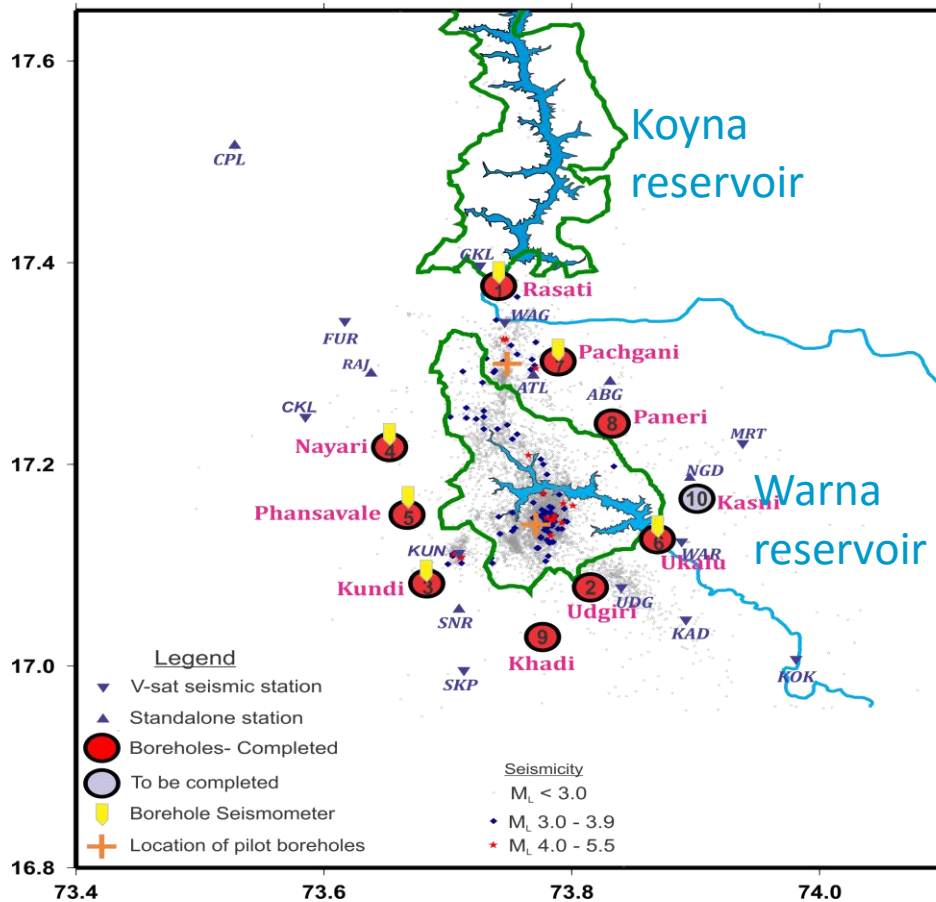 17.6
17.4
17.2
17.0
16.8
73.4
73.6
73.8
74.0
Koyna
reservoir
CPL
GKL
1
Rasati
WAG
FUR
RAJ
Pachgani
7
ATL
ABG
CKL
8
Paneri
MRT
Nayari
4
NGD
10
Kasni
Warna
reservoir
Phansavale
5
6
Ukalu
WAR
KUN
Kundi
3
2
Udgiri
UDG
SNR
KAD
9
Khadi
SKP
KOK
Legend
V-sat seismic station
Standalone station
Boreholes- Completed
To be completed
Borehole Seismometer
Location of pilot boreholes
Seismicity
M_L < 3.0
M_L 3.0 - 3.9
M_L 4.0 - 5.5